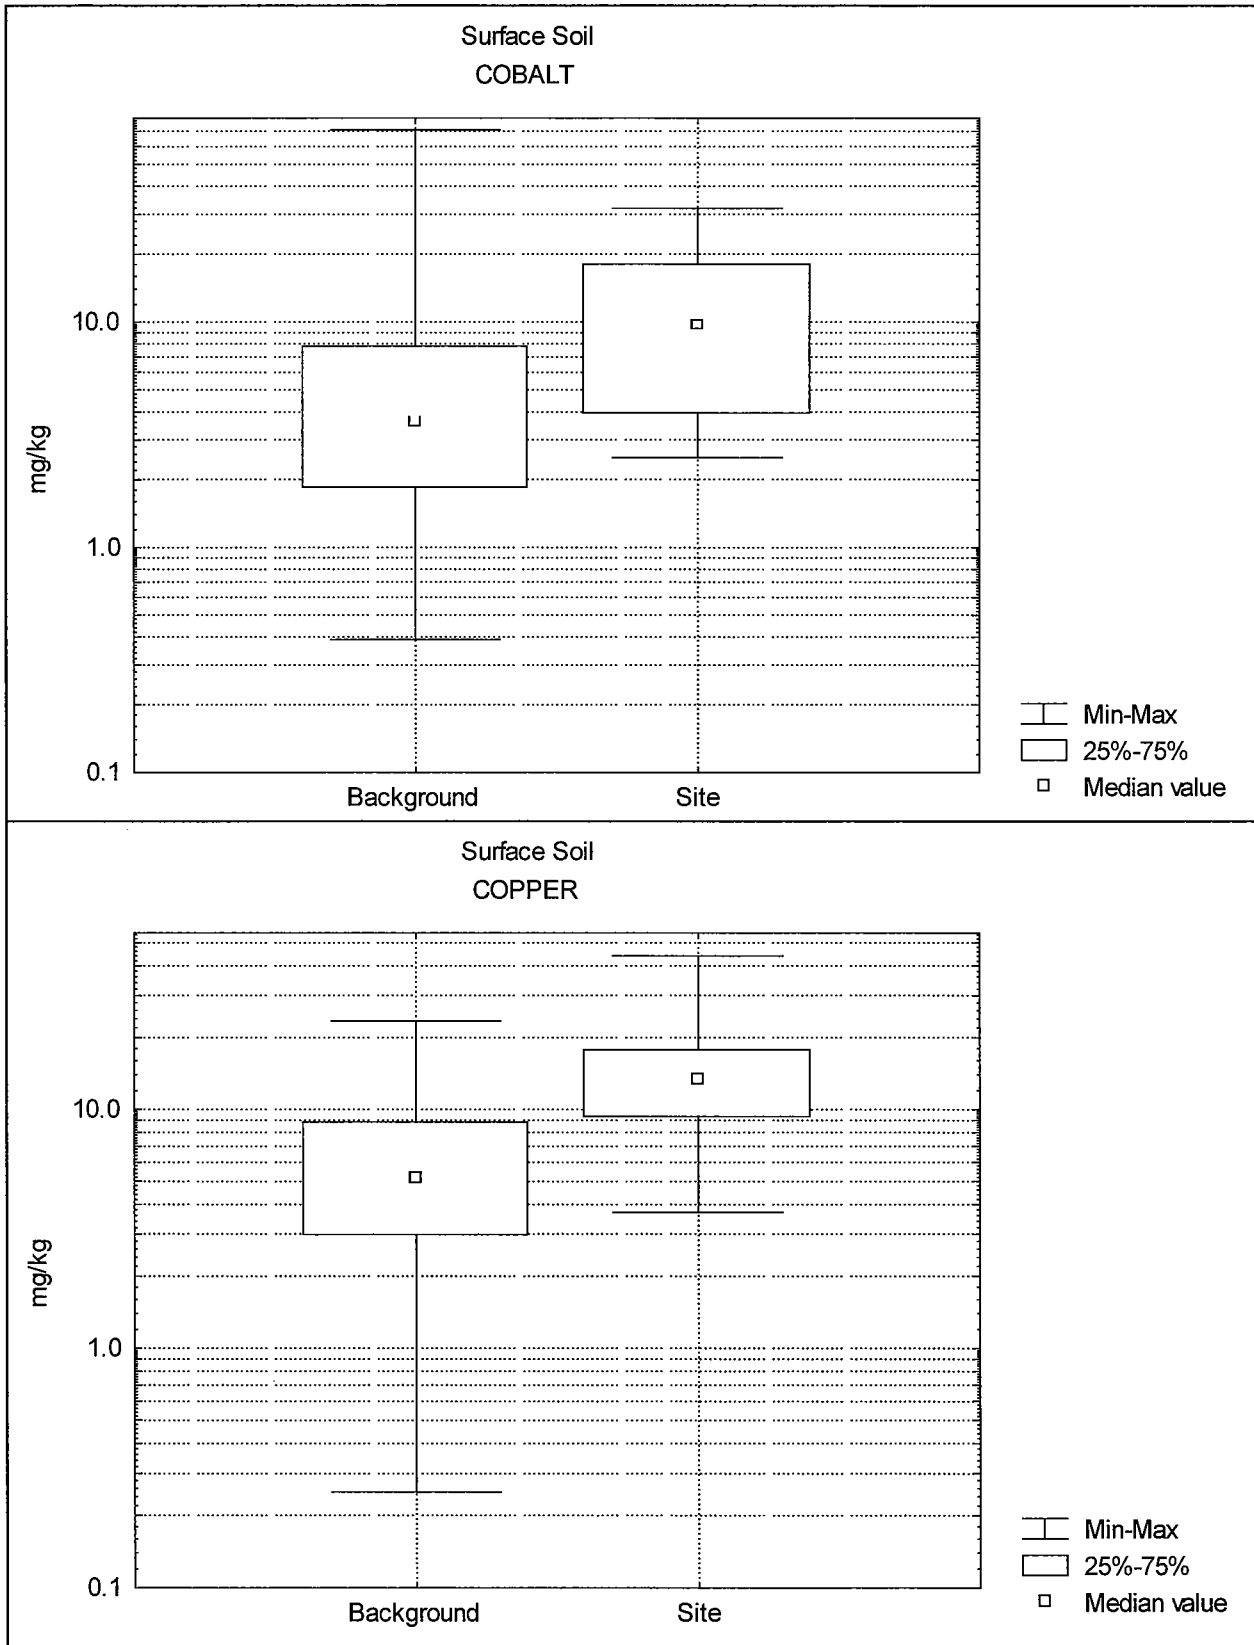 Surface Soil
COBALT
mg/kg
10.0
1.0
0.1
Background
Site
Min-Max
25%-75%
Median value
Surface Soil
COPPER
mg/kg
10.0
1.0
0.1
Background
Site
Min-Max
25%-75%
Median value